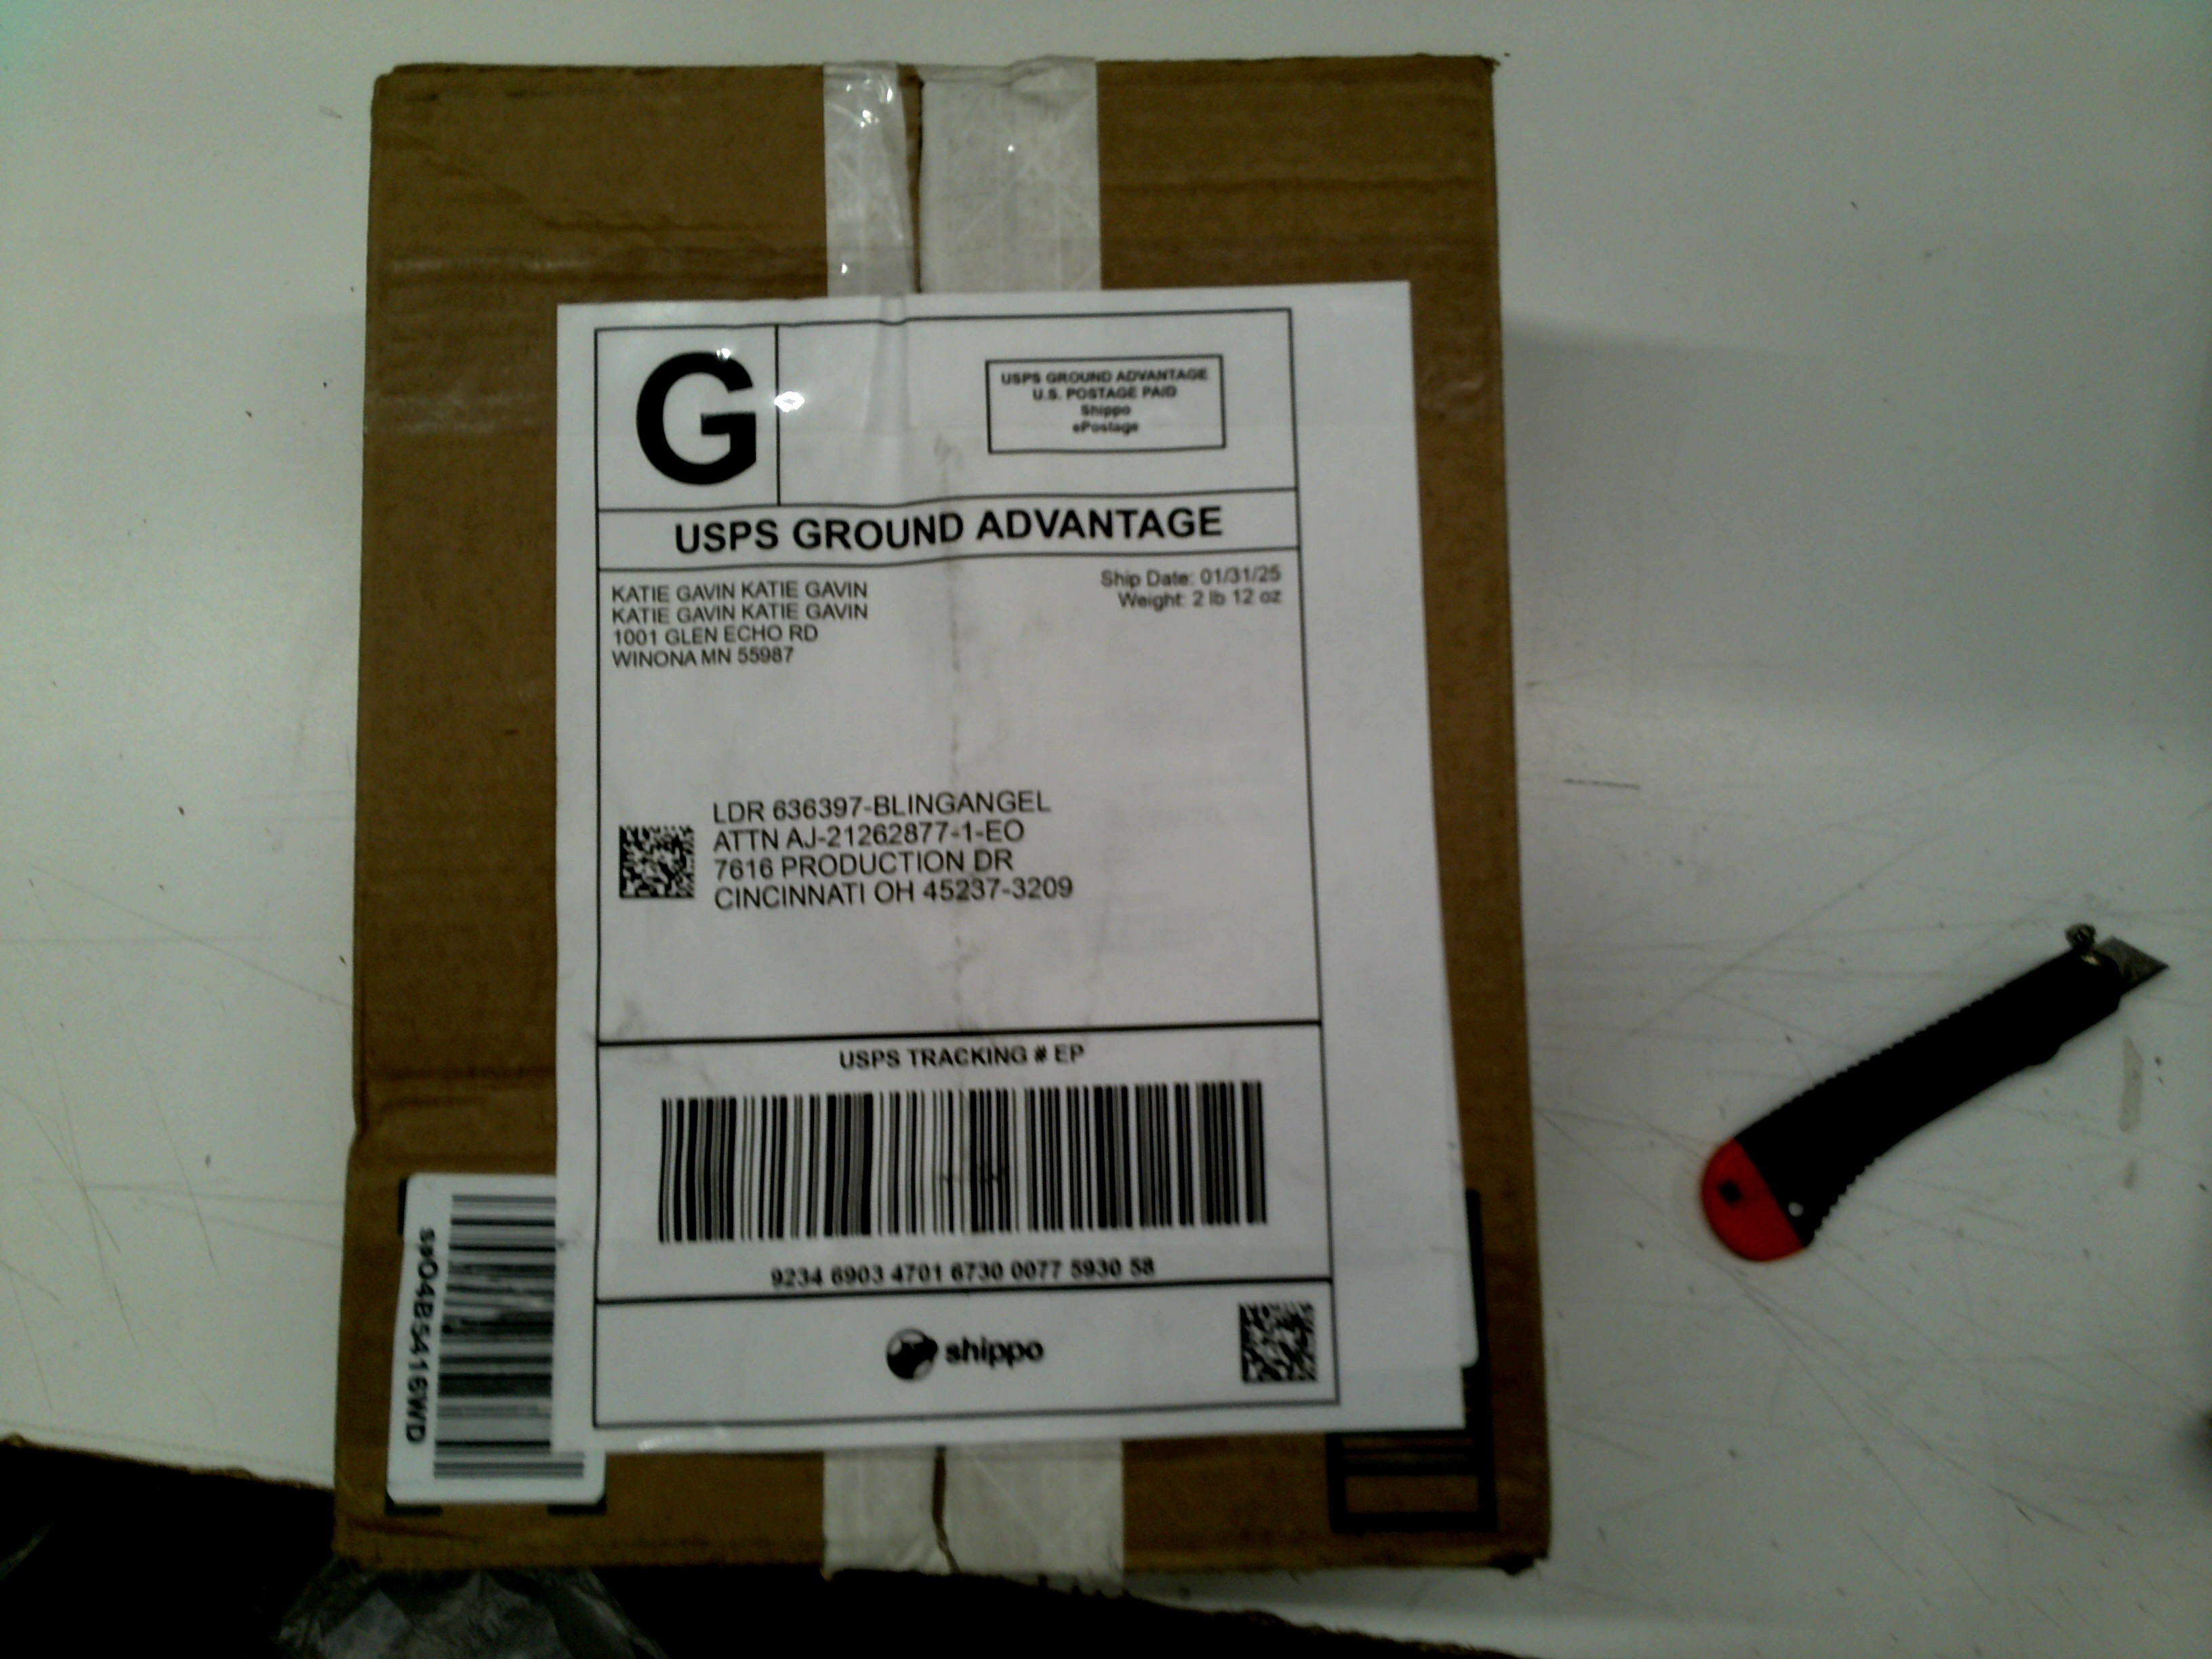 G
USPS GROUND ADVANTAGE
U.S. POSTAGE PAID
Shippo
ePostage
USPS GROUND ADVANTAGE
KATIE GAVIN KATIE GAVIN
KATIE GAVIN KATIE GAVIN
1001 GLEN ECHO RD
WINONA MN 55987
Ship Date: 01/31/25
Weight: 2 lb 12 oz
LDR 636397-BLINGANGEL
ATTN AJ-21262877-1-EO
7616 PRODUCTION DR
CINCINNATI OH 45237-3209
USPS TRACKING # EP
9234 6903 4701 6730 0077 5930 58
shippo
spO4B5416WD